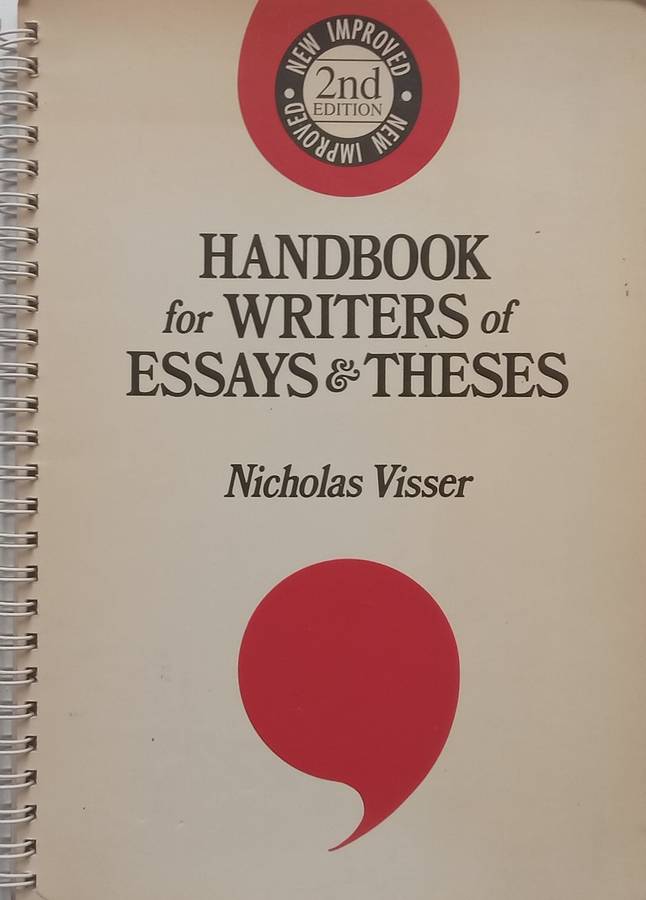 NEW IMPROVED
2nd
EDITION
NEW IMPROVED
HANDBOOK
for WRITERS of
ESSAYS & THESES
Nicholas Visser